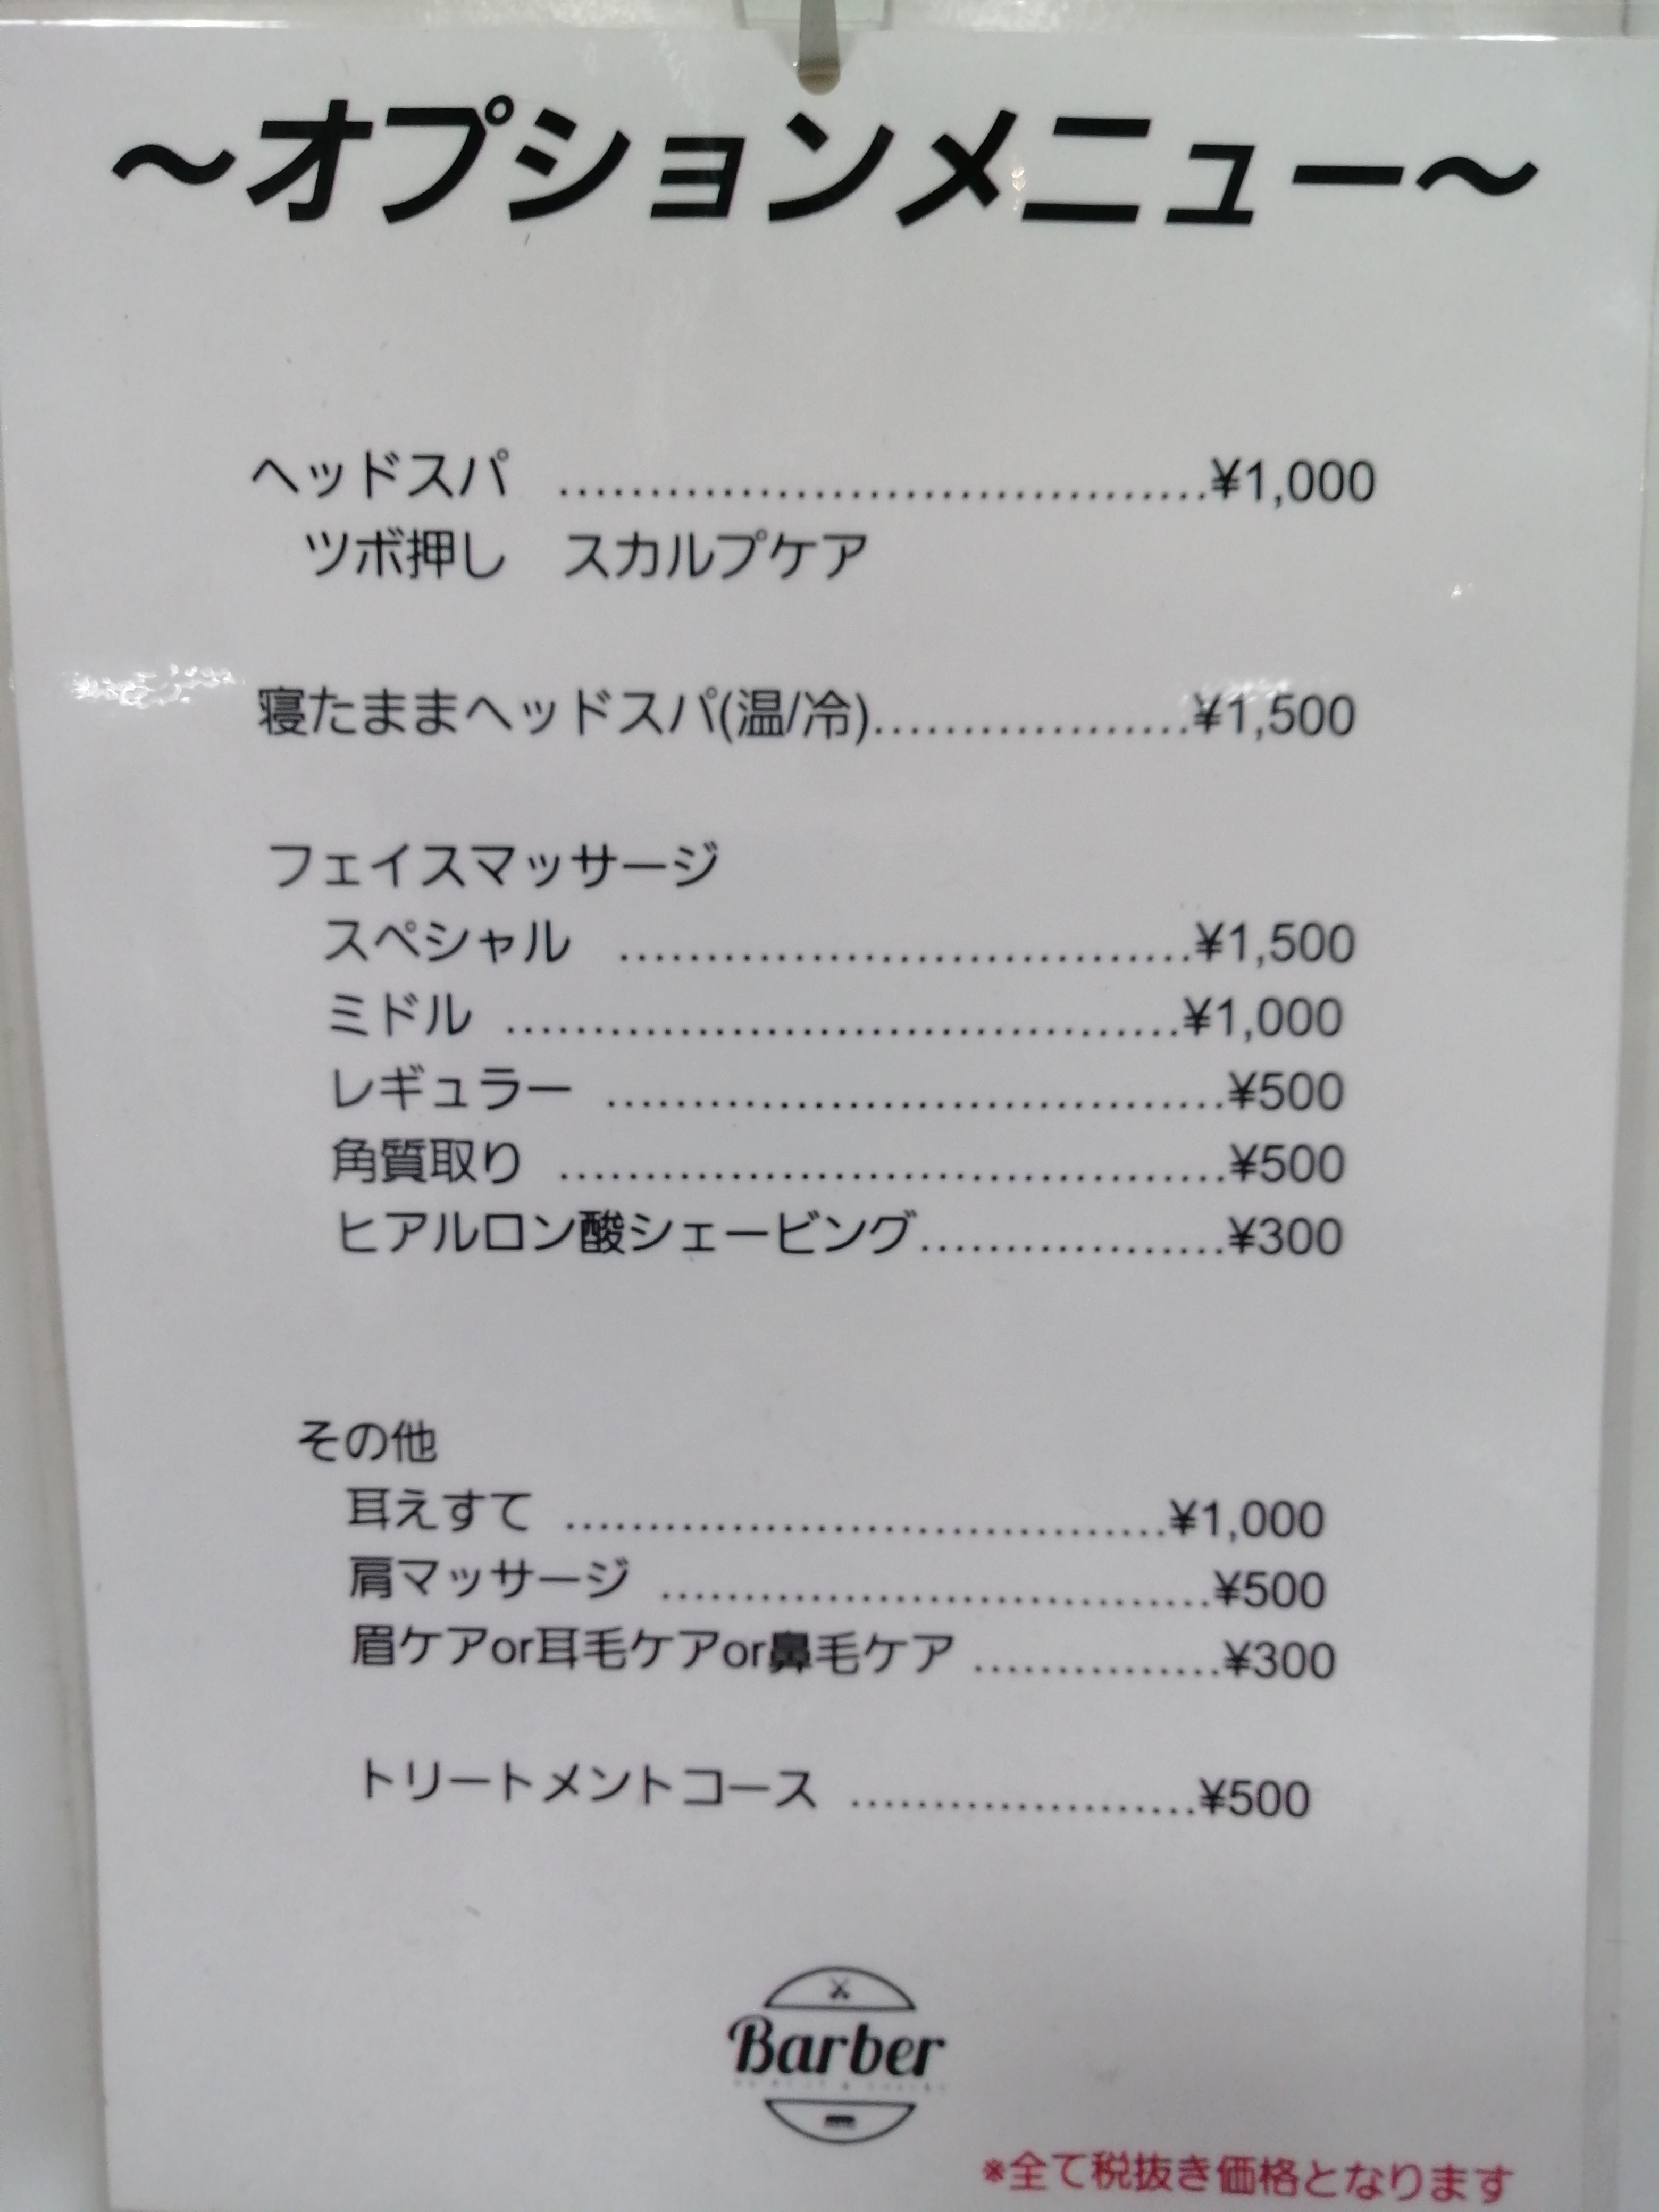 ～オプションメニュー～
ヘッドスパ ....................................¥1,000
ツボ押し　スカルプケア
寝たままヘッドスパ(温/冷)..................¥1,500
フェイスマッサージ
スペシャル .................................¥1,500
ミドル .......................................¥1,000
レギュラー ....................................¥500
角質取り .......................................¥500
ヒアルロン酸シェービング..................¥300
その他
耳えすて ....................................¥1,000
肩マッサージ .................................¥500
眉ケアor耳毛ケアor鼻毛ケア ...............¥300
トリートメントコース .....................¥500
Barber
※全て税抜き価格となります